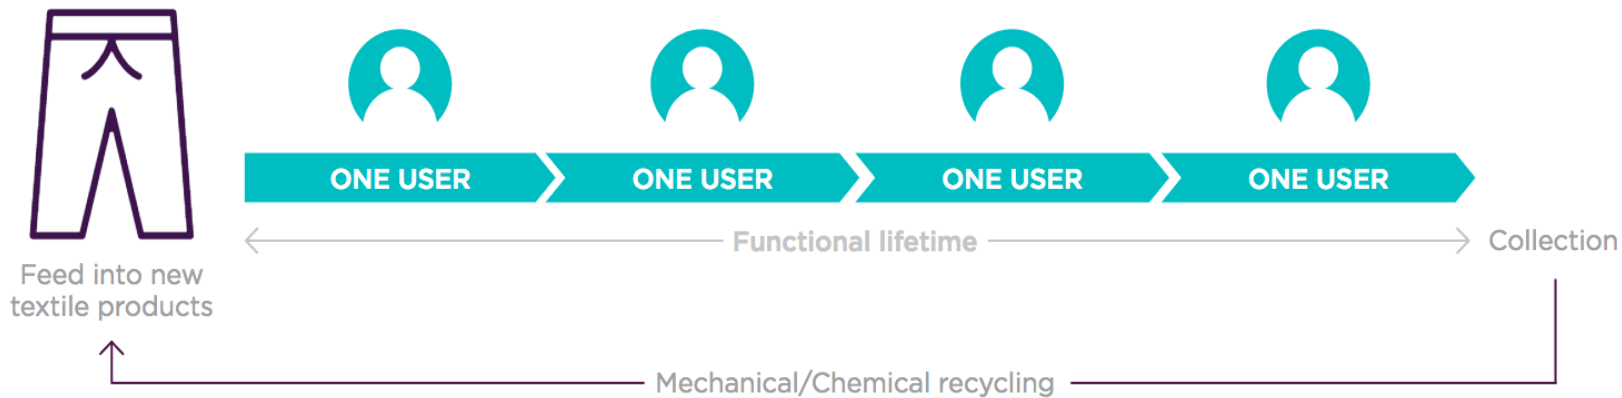 ONE USER
ONE USER
ONE USER
ONE USER
Functional lifetime
Collection
Feed into new
textile products
Mechanical/Chemical recycling